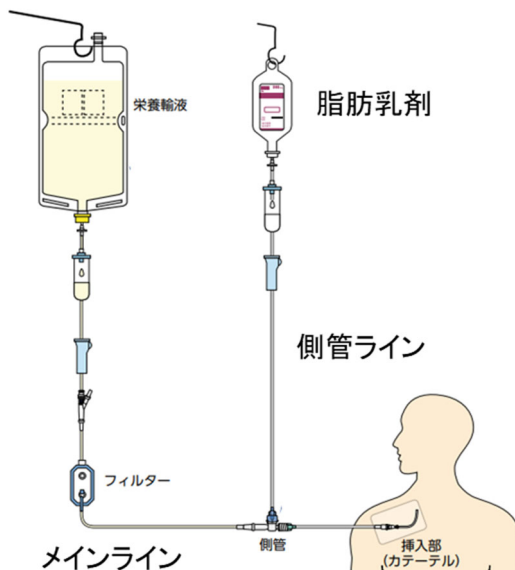 栄養輸液
脂肪乳剤
側管ライン
フィルター
側管
挿入部
(カテーテル)
メインライン